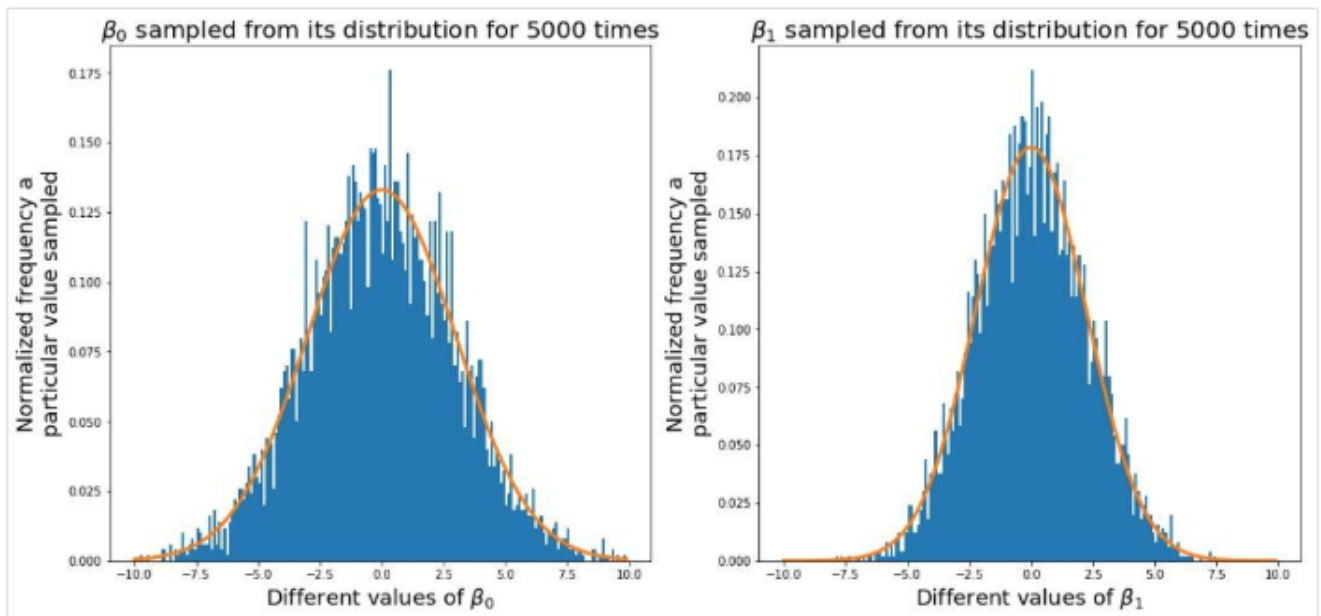 β₀ sampled from its distribution for 5000 times
Normalized frequency a
particular value sampled
0.175
0.150
0.125
0.100
0.075
0.050
0.025
0.000
−10.0 −7.5 −5.0 −2.5 0.0 2.5 5.0 7.5 10.0
Different values of β₀
β₁ sampled from its distribution for 5000 times
Normalized frequency a
particular value sampled
0.200
0.175
0.150
0.125
0.100
0.075
0.050
0.025
0.000
−10.0 −7.5 −5.0 −2.5 0.0 2.5 5.0 7.5 10.0
Different values of β₁